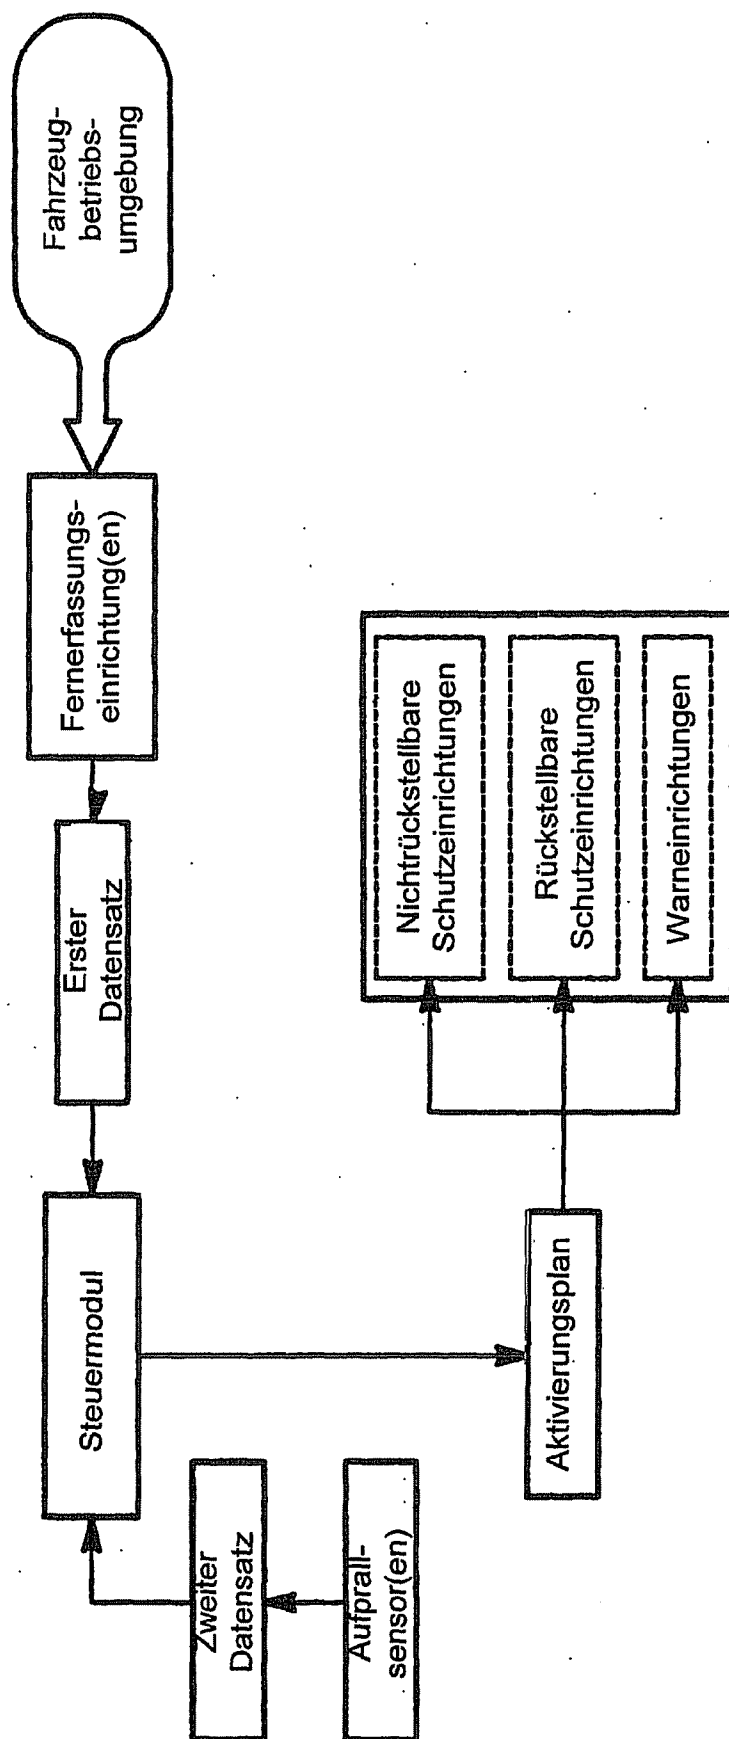 Fahrzeug-
betriebs-
umgebung
Fernerfassungs-
einrichtung(en)
Erster
Datensatz
Steuermodul
Zweiter
Datensatz
Aufprall-
sensor(en)
Aktivierungsplan
Nichtrückstellbare
Schutzeinrichtungen
Rückstellbare
Schutzeinrichtungen
Warneinrichtungen